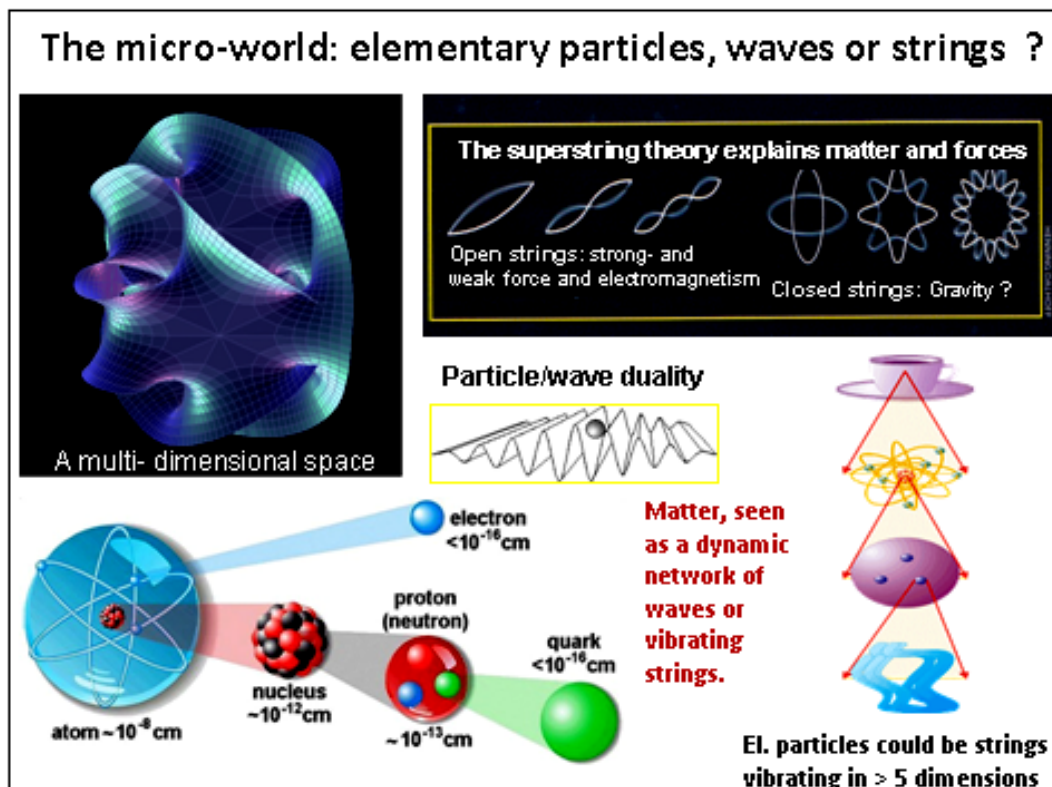 The micro-world: elementary particles, waves or strings ?
The superstring theory explains matter and forces
Open strings: strong- and
weak force and electromagnetism
Closed strings: Gravity ?
A multi- dimensional space
Particle/wave duality
electron
<10⁻¹⁶cm
proton
(neutron)
quark
<10⁻¹⁶cm
nucleus
~10⁻¹²cm
atom ~10⁻⁸ cm
~10⁻¹³cm
Matter, seen
as a dynamic
network of
waves or
vibrating
strings.
El. particles could be strings
vibrating in > 5 dimensions